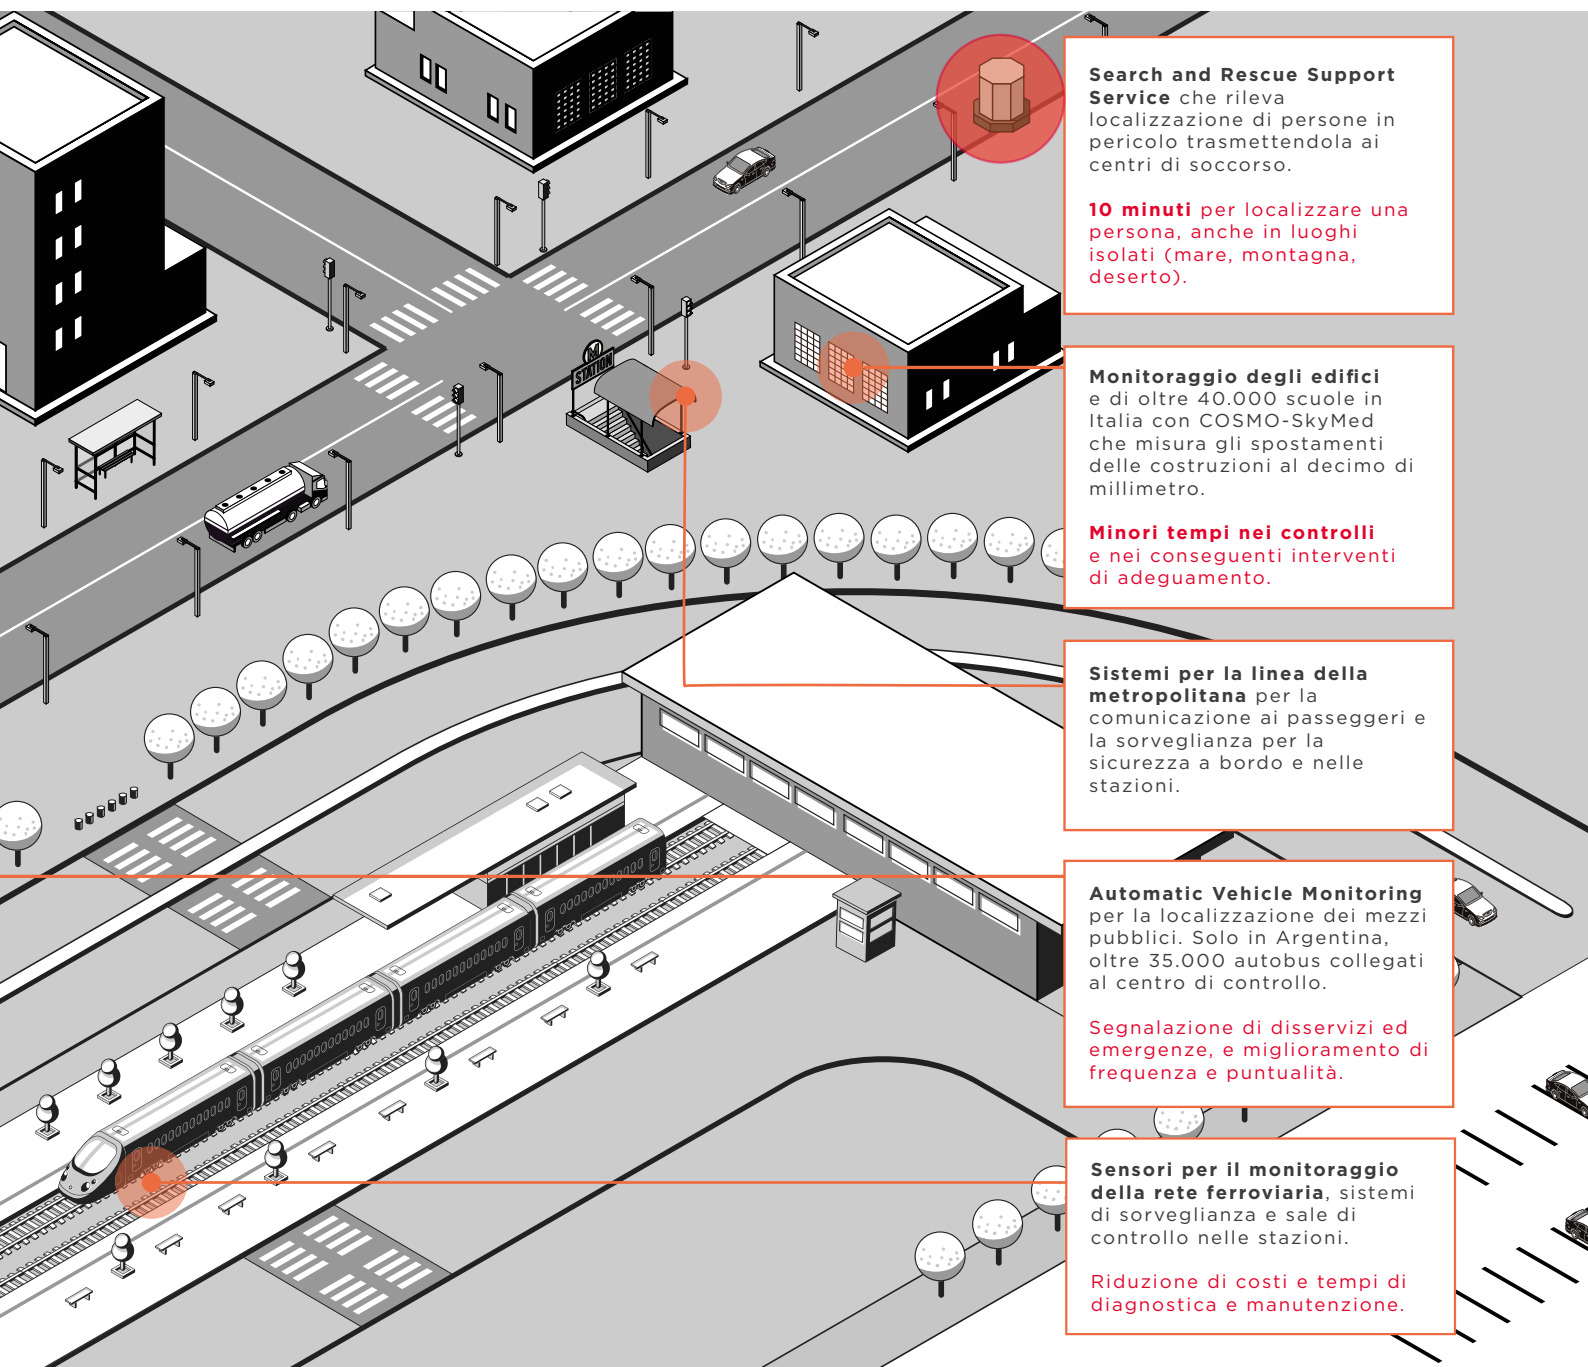 Search and Rescue Support
Service che rileva
localizzazione di persone in
pericolo trasmettendola ai
centri di soccorso.
10 minuti per localizzare una
persona, anche in luoghi
isolati (mare, montagna,
deserto).
M
STATION
Monitoraggio degli edifici
e di oltre 40.000 scuole in
Italia con COSMO-SkyMed
che misura gli spostamenti
delle costruzioni al decimo di
millimetro.
Minori tempi nei controlli
e nei conseguenti interventi
di adeguamento.
Sistemi per la linea della
metropolitana per la
comunicazione ai passeggeri e
la sorveglianza per la
sicurezza a bordo e nelle
stazioni.
Automatic Vehicle Monitoring
per la localizzazione dei mezzi
pubblici. Solo in Argentina,
oltre 35.000 autobus collegati
al centro di controllo.
Segnalazione di disservizi ed
emergenze, e miglioramento di
frequenza e puntualità.
Sensori per il monitoraggio
della rete ferroviaria, sistemi
di sorveglianza e sale di
controllo nelle stazioni.
Riduzione di costi e tempi di
diagnostica e manutenzione.